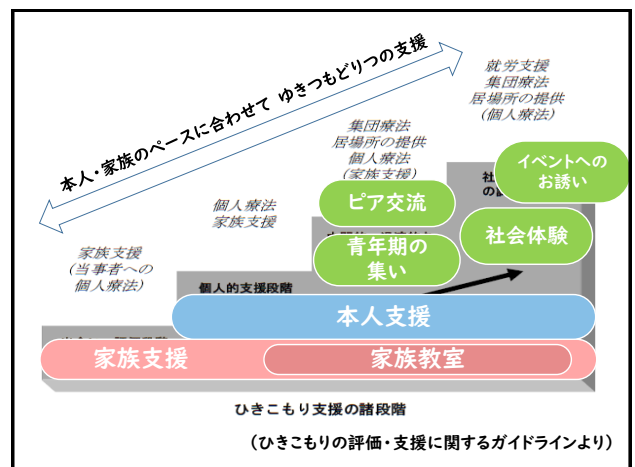 本人・家族のペースに合わせて ゆきつもどりつの支援
就労支援
集団療法
居場所の提供
(個人療法)
集団療法
居場所の提供
個人療法
(家族支援)
個人療法
家族支援
家族支援
(当事者への
個人療法)
イベントへの
お誘い
ピア交流
社会体験
青年期の
集い
個人的支援段階
本人支援
家族支援
家族教室
ひきこもり支援の諸段階
(ひきこもりの評価・支援に関するガイドラインより)